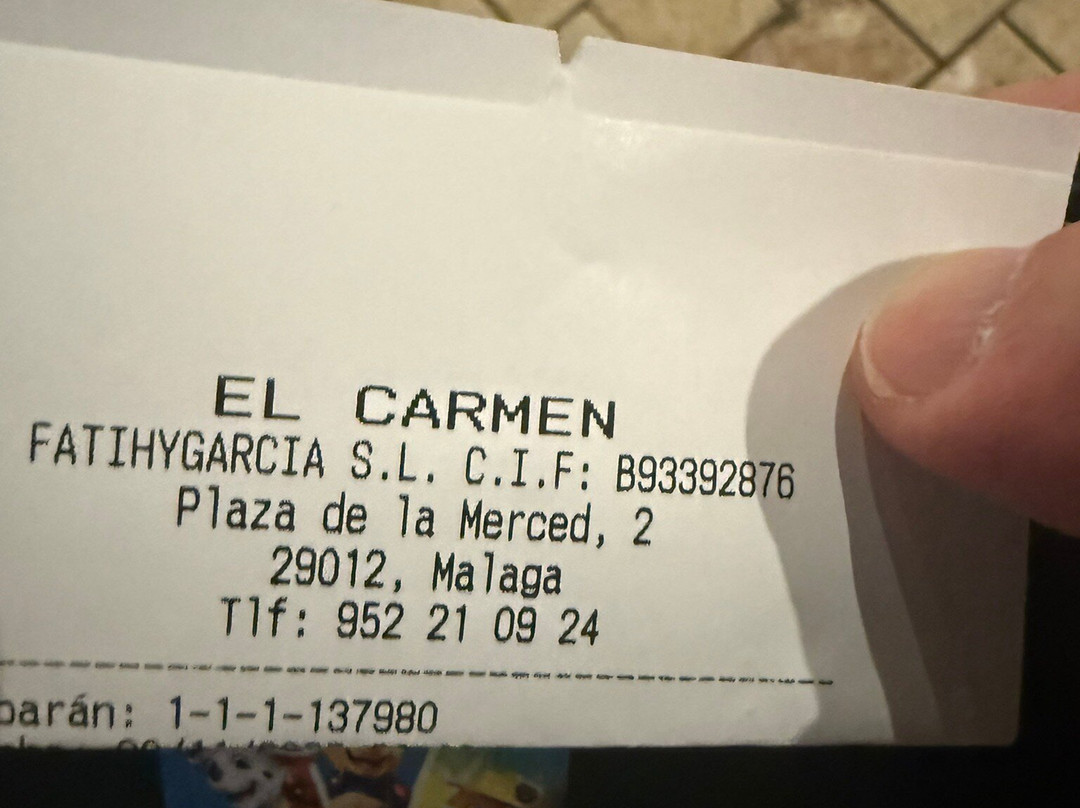 EL CARMEN
FATIHYGARCIA S.L. C.I.F: B93392876
Plaza de la Merced, 2
29012, Malaga
Tlf: 952 21 09 24
barán: 1-1-1-137980